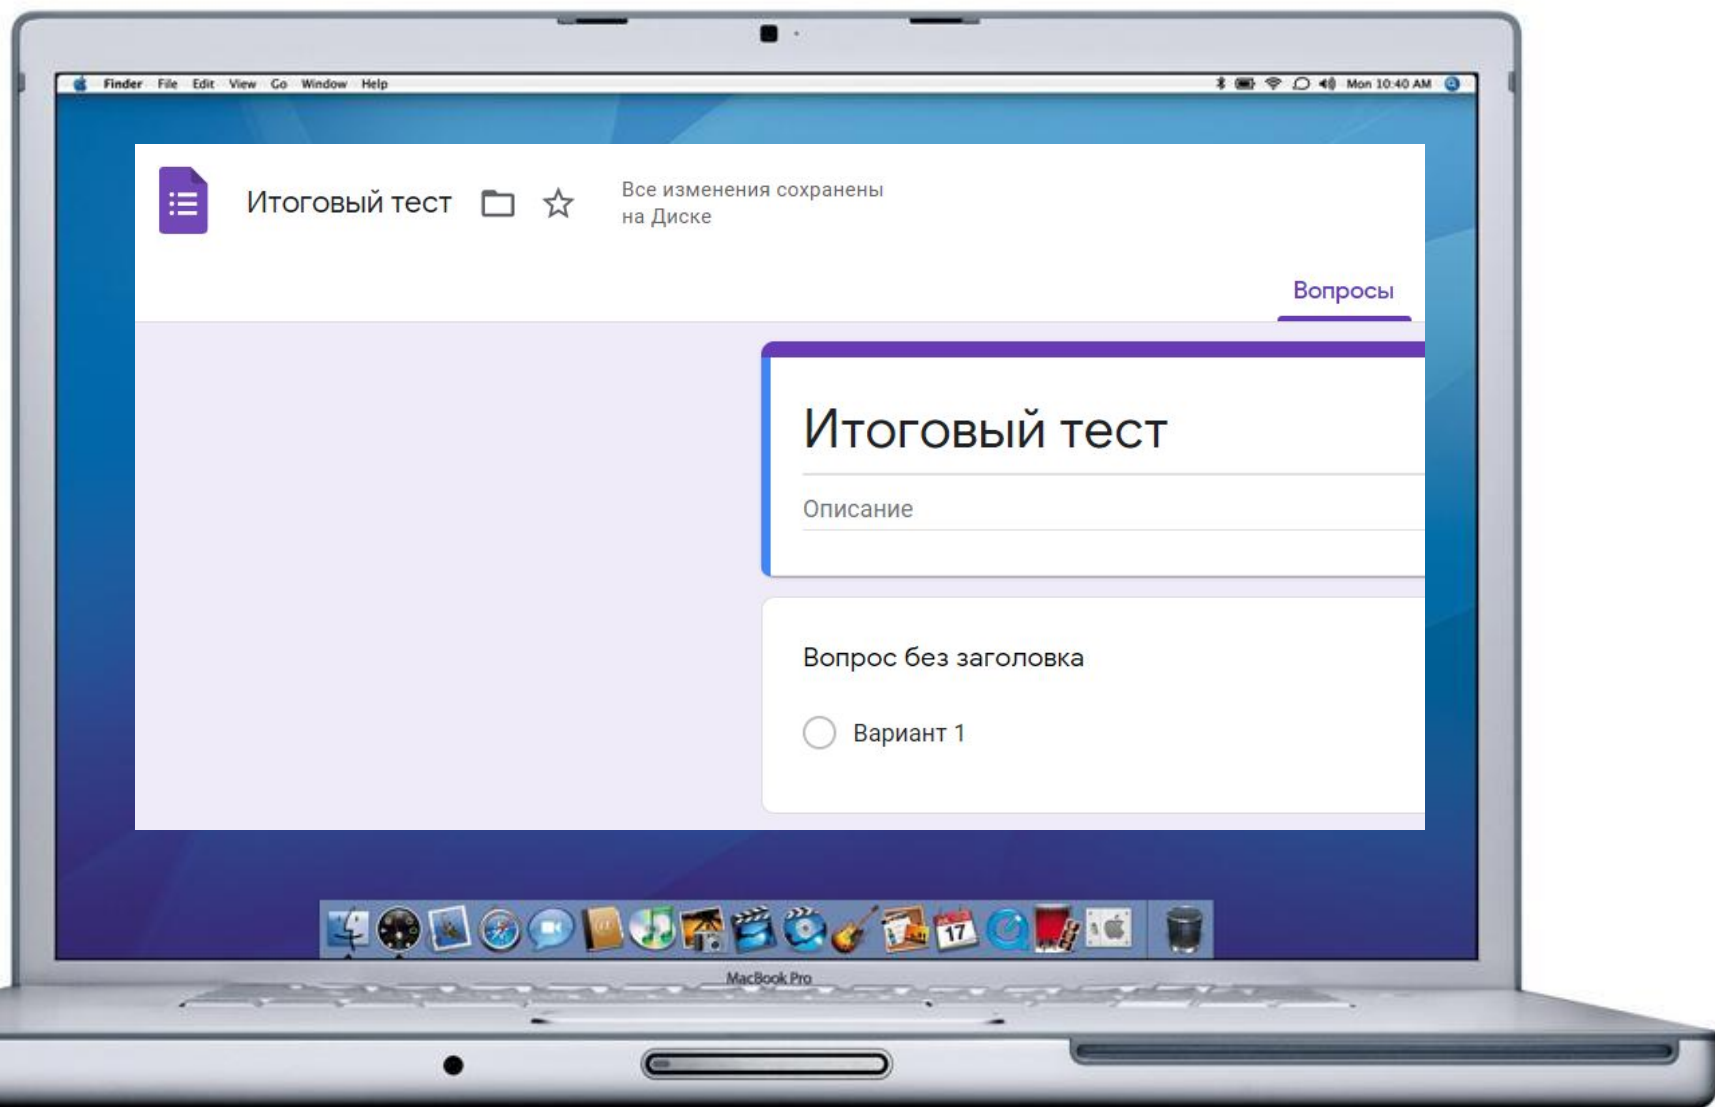 Finder File Edit View Go Window Help
Mon 10:40 AM
Итоговый тест
Все изменения сохранены
на Диске
Вопросы
Итоговый тест
Описание
Вопрос без заголовка
Вариант 1
17
MacBook Pro